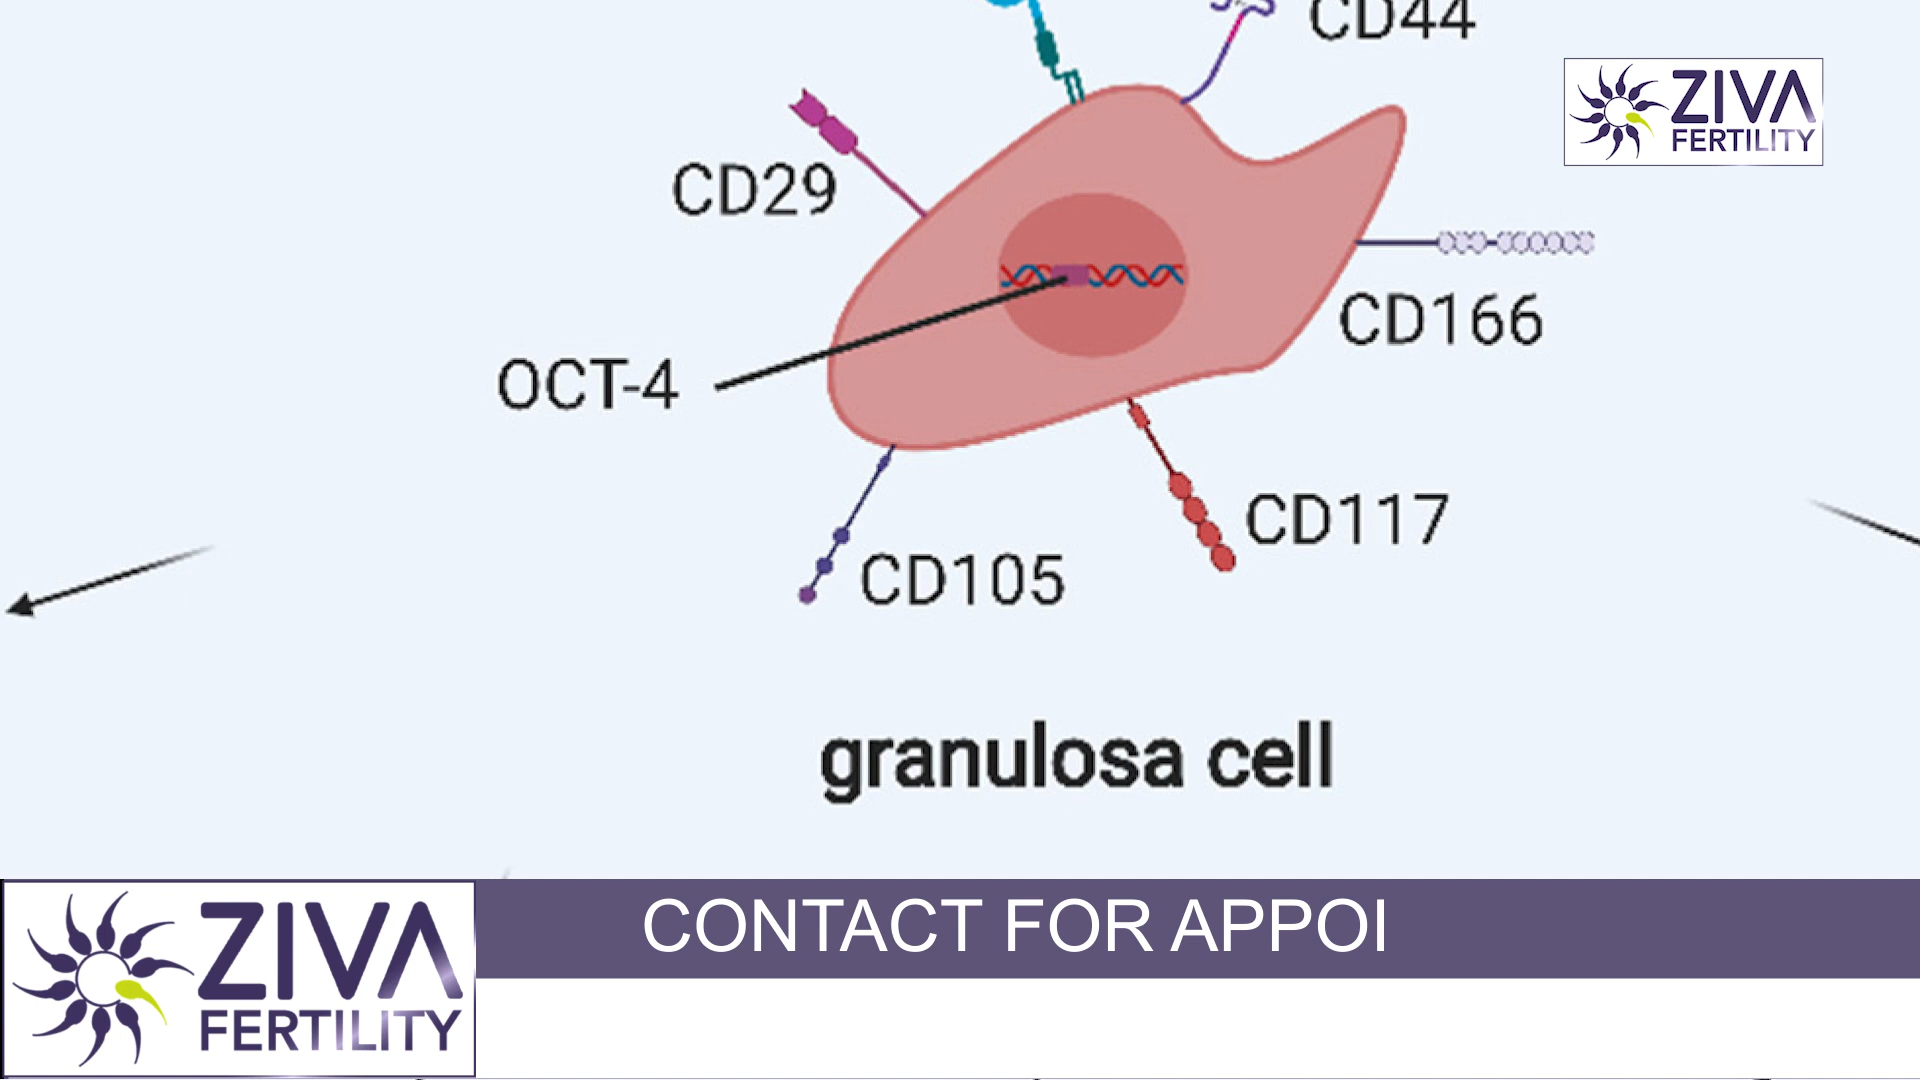 CD44
ZIVA
FERTILITY
CD29
CD166
OCT-4
CD117
CD105
granulosa cell
CONTACT FOR APPOI
ZIVA
FERTILITY